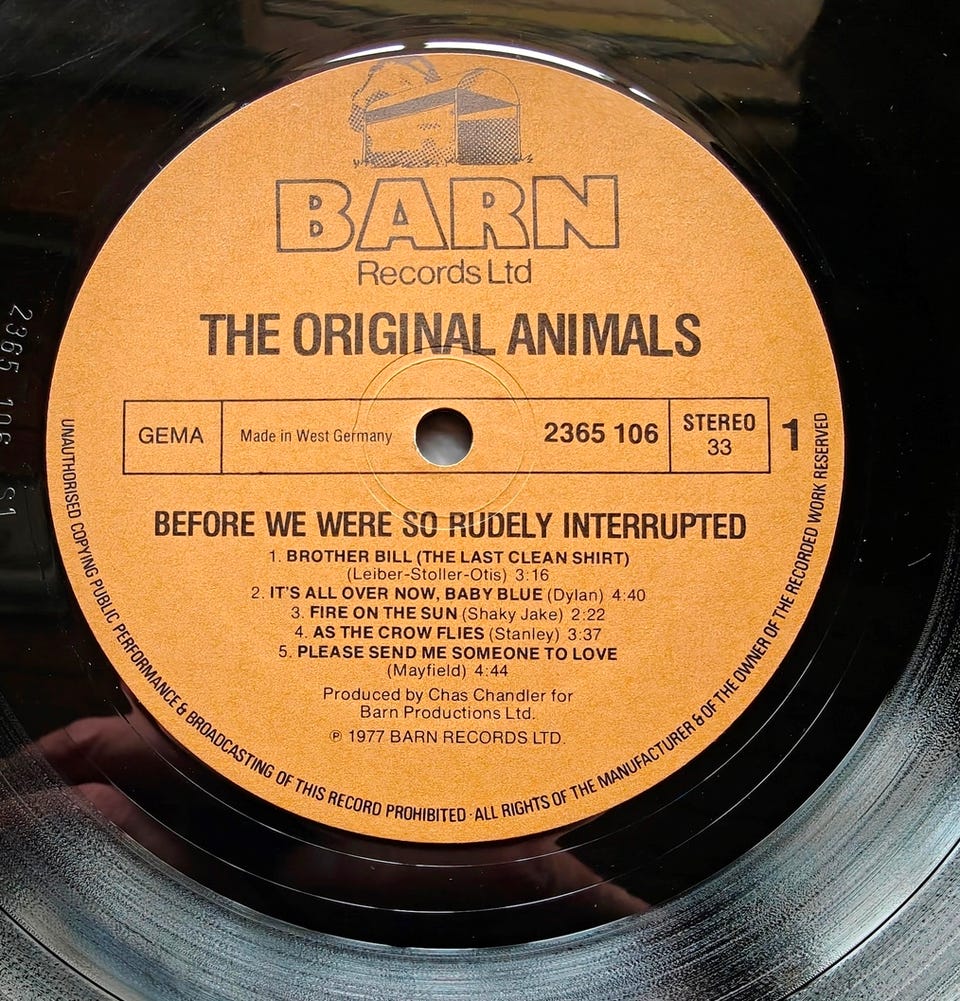 BARN
Records Ltd
THE ORIGINAL ANIMALS
GEMA
Made in West Germany
2365 106
STEREO
33
1
BEFORE WE WERE SO RUDELY INTERRUPTED
1. BROTHER BILL (THE LAST CLEAN SHIRT)
(Leiber-Stoller-Otis) 3:16
2. IT'S ALL OVER NOW, BABY BLUE (Dylan) 4:40
3. FIRE ON THE SUN (Shaky Jake) 2:22
4. AS THE CROW FLIES (Stanley) 3:37
5. PLEASE SEND ME SOMEONE TO LOVE
(Mayfield) 4:44
Produced by Chas Chandler for
Barn Productions Ltd.
℗ 1977 BARN RECORDS LTD.
UNAUTHORISED COPYING PUBLIC PERFORMANCE & BROADCASTING OF THIS RECORD PROHIBITED · ALL RIGHTS OF THE MANUFACTURER & OF THE OWNER OF THE RECORDED WORK RESERVED
2365 106 S1